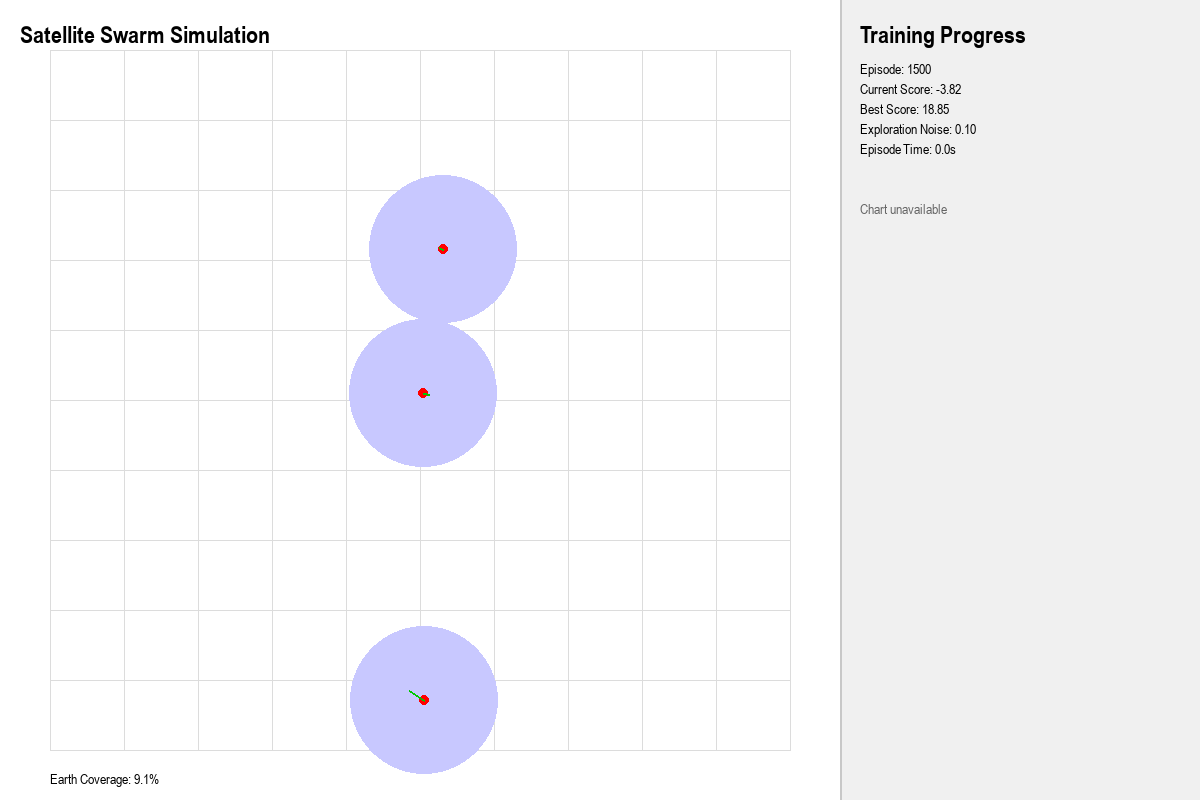 Satellite Swarm Simulation
Earth Coverage: 9.1%
Training Progress
Episode: 1500
Current Score: -3.82
Best Score: 18.85
Exploration Noise: 0.10
Episode Time: 0.0s
Chart unavailable